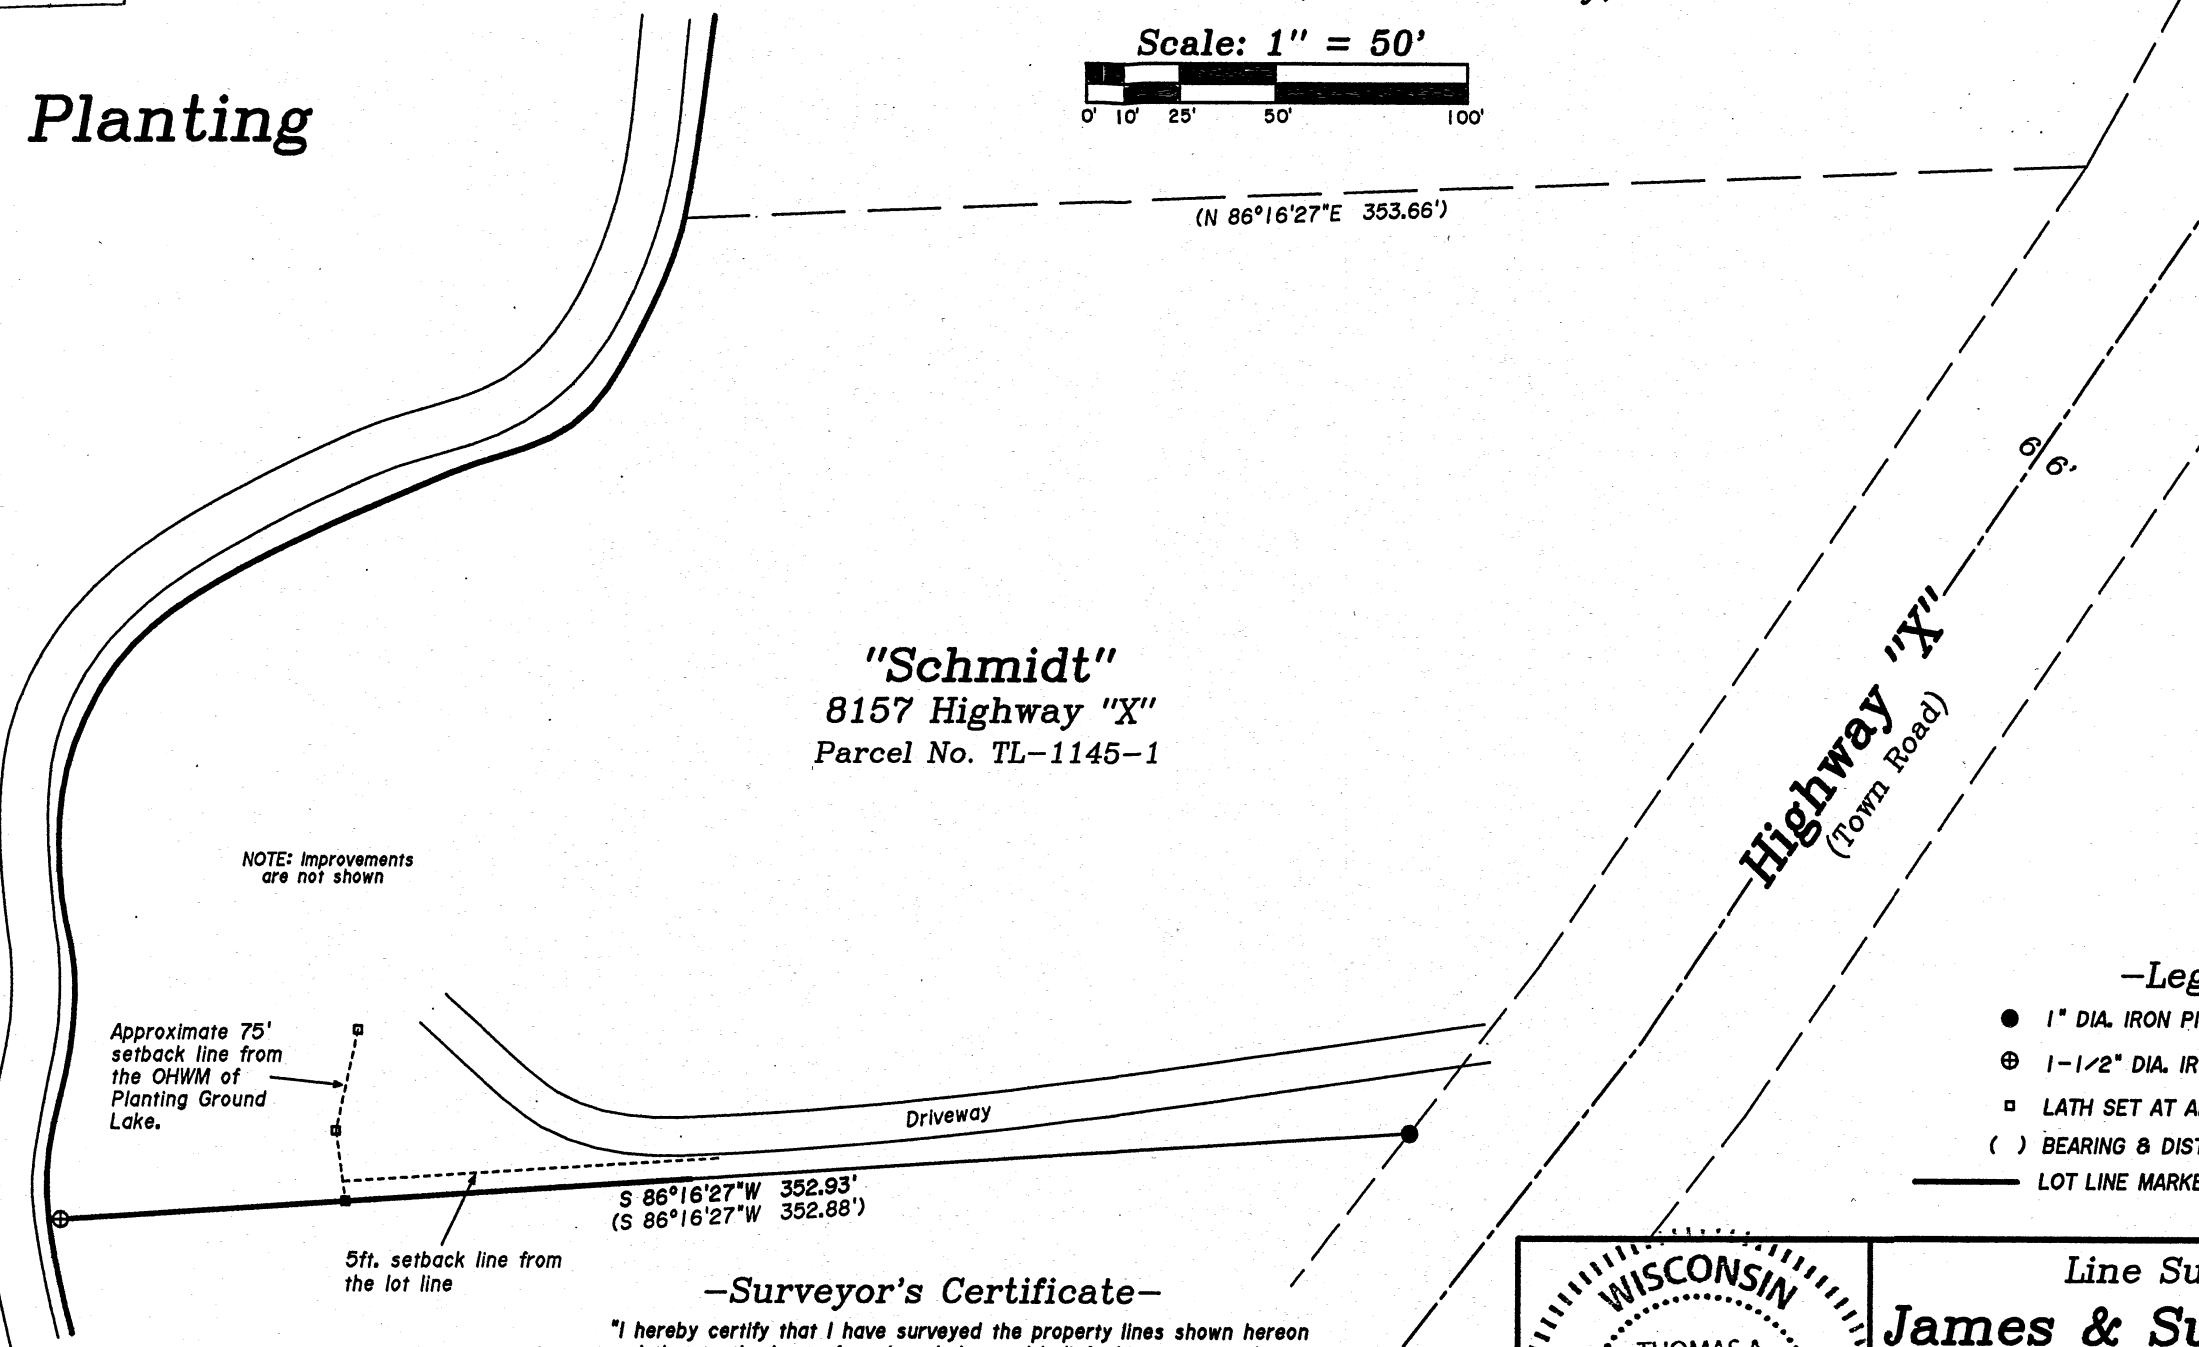 Scale: 1" = 50'
0' 10' 25' 50' 100'
Planting
(N 86°16'27"E 353.66')
66'
"Schmidt"
8157 Highway "X"
Parcel No. TL-1145-1
Highway "X"
(Town Road)
NOTE: Improvements
are not shown
Approximate 75'
setback line from
the OHWM of
Planting Ground
Lake.
Driveway
S 86°16'27"W 352.93'
(S 86°16'27"W 352.88')
5ft. setback line from
the lot line
-Leg
1" DIA. IRON PI
1-1/2" DIA. IR
LATH SET AT A
( ) BEARING & DIST
LOT LINE MARKE
-Surveyor's Certificate-
"I hereby certify that I have surveyed the property lines shown hereon
WISCONSIN
THOMAS A.
Line Su
James & Su